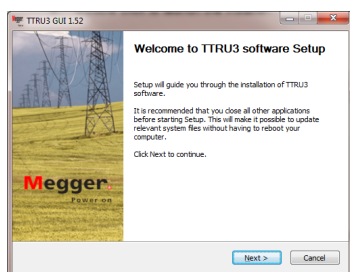 TTRU3 GUI 1.52
Welcome to TTRU3 software Setup
Setup will guide you through the installation of TTRU3
software.
It is recommended that you close all other applications
before starting Setup. This will make it possible to update
relevant system files without having to reboot your
computer.
Click Next to continue.
Megger.
Power on
Next >
Cancel